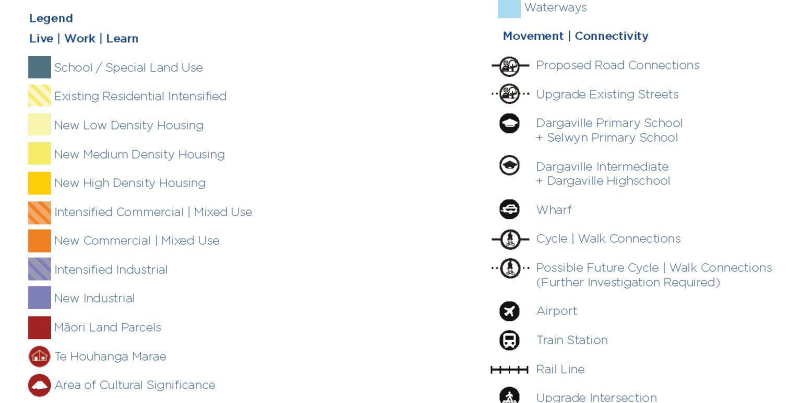 Legend
Live | Work | Learn
School / Special Land Use
Existing Residential Intensified
New Low Density Housing
New Medium Density Housing
New High Density Housing
Intensified Commercial | Mixed Use
New Commercial | Mixed Use
Intensified Industrial
New Industrial
Māori Land Parcels
Te Houhanga Marae
Area of Cultural Significance
Waterways
Movement | Connectivity
Proposed Road Connections
Upgrade Existing Streets
Dargaville Primary School
+ Selwyn Primary School
Dargaville Intermediate
+ Dargaville Highschool
Wharf
Cycle | Walk Connections
Possible Future Cycle | Walk Connections
(Further Investigation Required)
Airport
Train Station
Rail Line
Upgrade Intersection